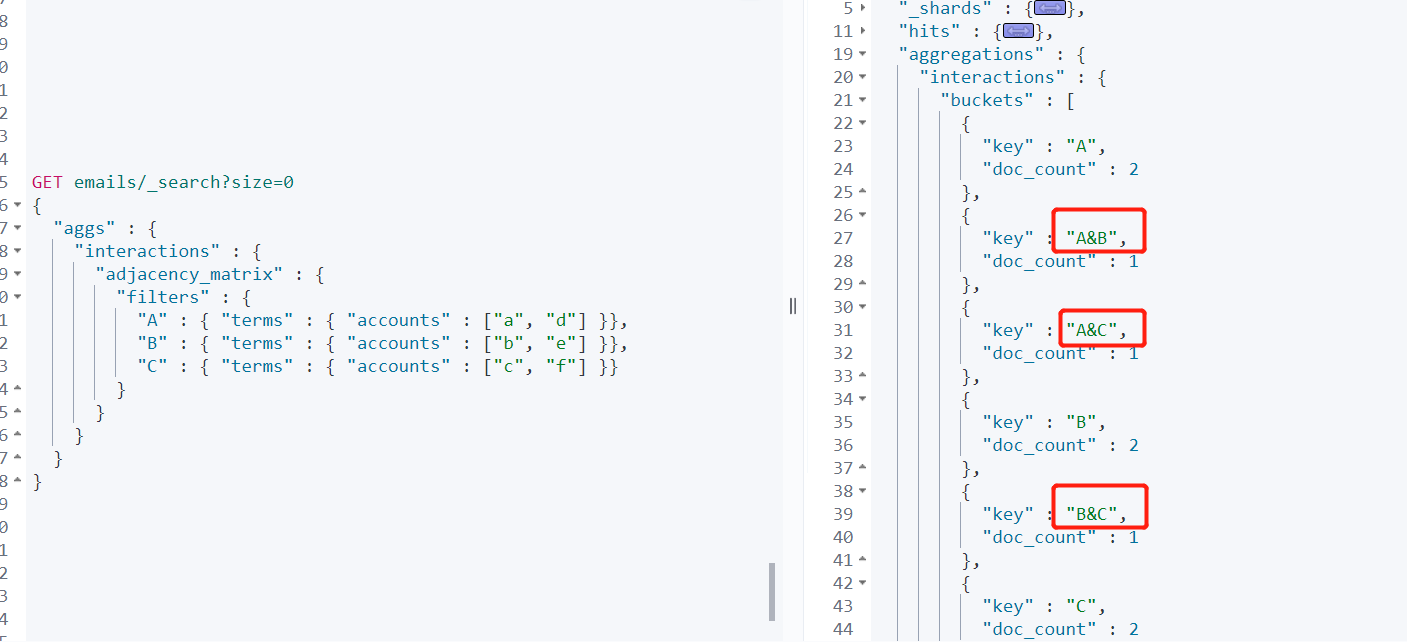 8
9
0
1
2
3
4
5 GET emails/_search?size=0
6 {
7 "aggs" : {
8 "interactions" : {
9 "adjacency_matrix" : {
0 "filters" : {
1 "A" : { "terms" : { "accounts" : ["a", "d"] }},
2 "B" : { "terms" : { "accounts" : ["b", "e"] }},
3 "C" : { "terms" : { "accounts" : ["c", "f"] }}
4 }
5 }
6 }
7 }
8 }
9
0
1
2
3
4
5 "_shards" : {},
11 "hits" : {},
19 "aggregations" : {
20 "interactions" : {
21 "buckets" : [
22 {
23 "key" : "A",
24 "doc_count" : 2
25 },
26 {
27 "key" : "A&B",
28 "doc_count" : 1
29 },
30 {
31 "key" : "A&C",
32 "doc_count" : 1
33 },
34 {
35 "key" : "B",
36 "doc_count" : 2
37 },
38 {
39 "key" : "B&C",
40 "doc_count" : 1
41 },
42 {
43 "key" : "C",
44 "doc_count" : 2